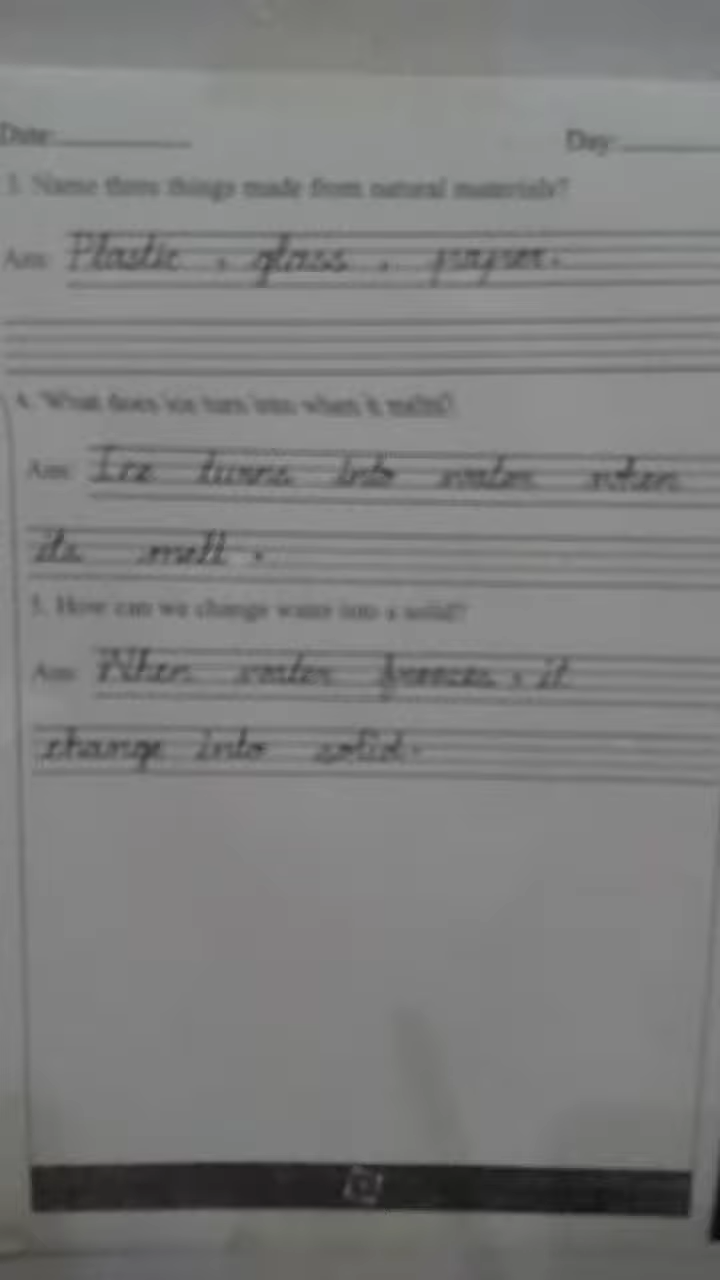 Date: Day:
3. Name three things made from natural materials?
Ans: Plastic , glass , paper.
4. What does ice turn into when it melts?
Ans: Ice turns into water when
its melt .
5. How can we change water into a solid?
Ans: When water freezes , it
change into solid.